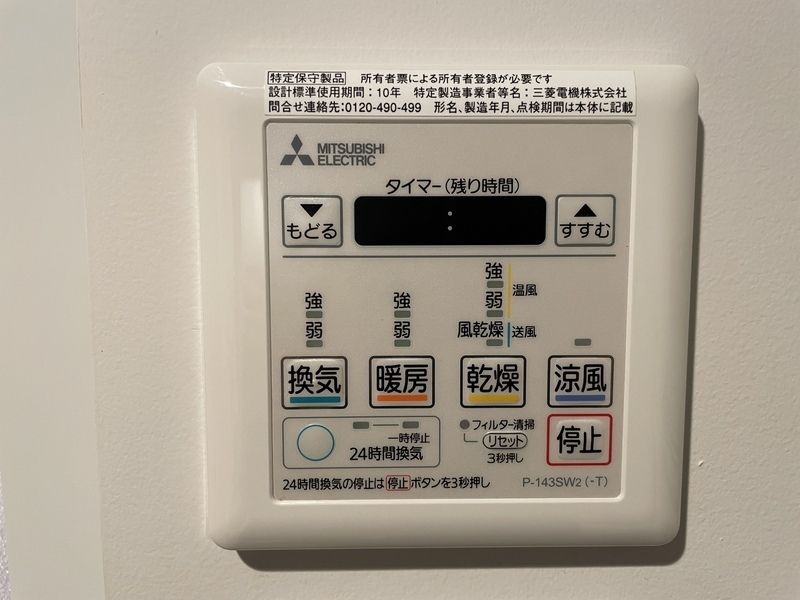 特定保守製品 所有者票による所有者登録が必要です
設計標準使用期間：10年 特定製造事業者等名：三菱電機株式会社
問合せ連絡先：0120-490-499 形名、製造年月、点検期間は本体に記載
MITSUBISHI
ELECTRIC
タイマー（残り時間）
▼ ▲
もどる : すすむ
強 温風
強 強 弱
弱 弱 風乾燥 送風
換気 暖房 乾燥 涼風
一時停止
24時間換気
フィルター清掃
リセット
3秒押し
停止
24時間換気の停止は 停止 ボタンを3秒押し P-143SW2（-T）